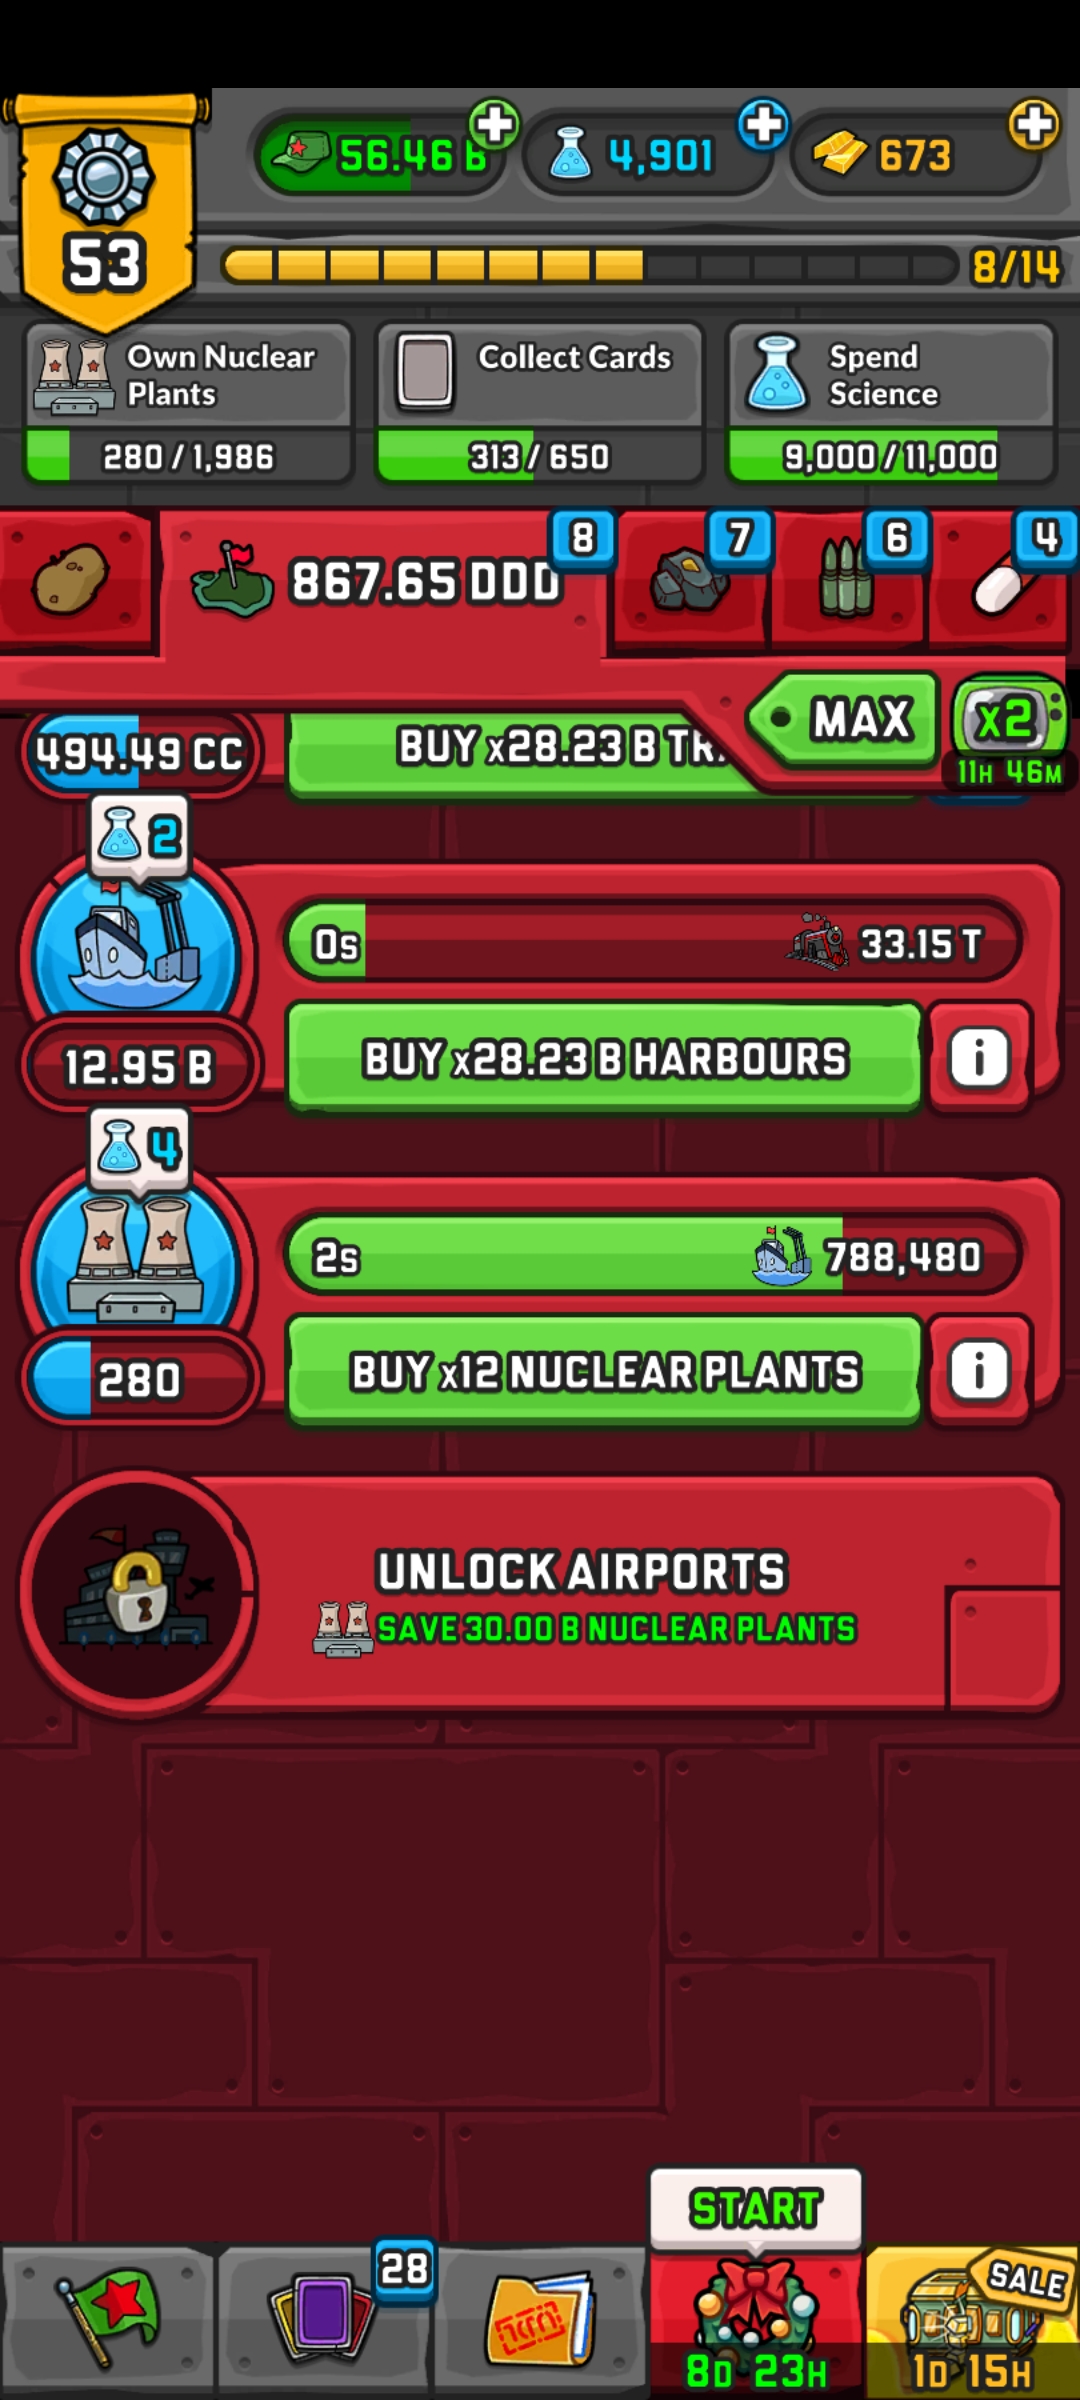 56.46 B
4,901
673
53
8/14
Own Nuclear
Plants
280/1,986
Collect Cards
313/650
Spend
Science
9,000/11,000
867.65 DDD
8
7
6
4
MAX
x2
11H 46M
494.49 CC
BUY x28.23 B
2
0s
33.15 T
12.95 B
BUY x28.23 B HARBOURS
i
4
2s
788,480
280
BUY x12 NUCLEAR PLANTS
i
UNLOCK AIRPORTS
SAVE 30.00 B NUCLEAR PLANTS
START
28
SALE
8D 23H
1D 15H